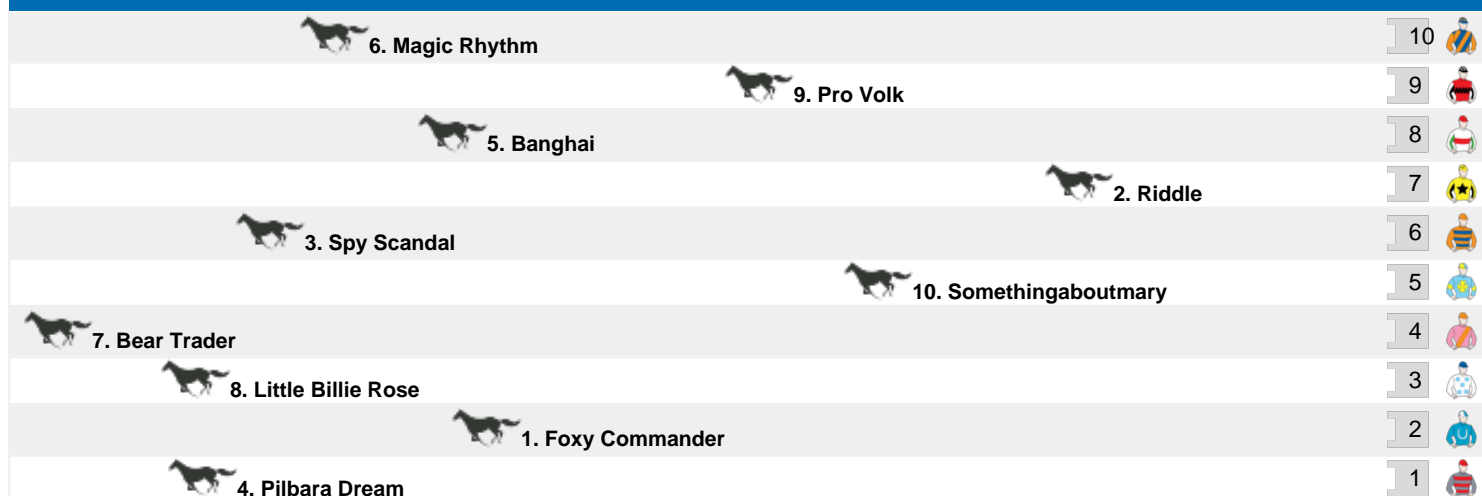 6. Magic Rhythm 10
9. Pro Volk 9
5. Banghai 8
2. Riddle 7
3. Spy Scandal 6
10. Somethingaboutmary 5
7. Bear Trader 4
8. Little Billie Rose 3
1. Foxy Commander 2
4. Pilbara Dream 1